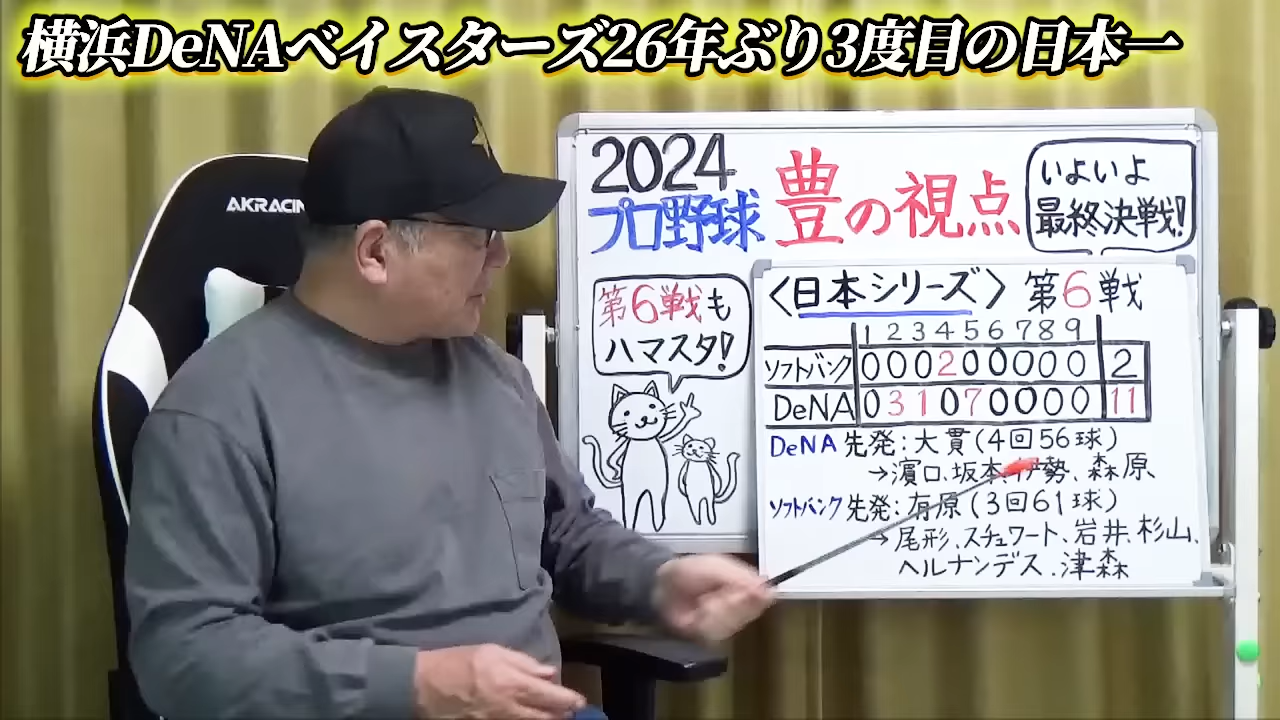 横浜DeNAベイスターズ26年ぶり3度目の日本一
AKRACIN
2024
プロ野球
豊の視点
いよいよ
最終決戦!
第6戦も
ハマスタ!
〈日本シリーズ〉 第6戦
1 2 3 4 5 6 7 8 9
ソフトバンク 0 0 0 2 0 0 0 0 0 2
DeNA 0 3 1 0 7 0 0 0 0 11
DeNA 先発:大貫(4回56球)
→濵口、坂本、伊勢、森原
ソフトバンク 先発:有原(3回61球)
→尾形、スチュワート、岩井、杉山、
ヘルナンデス、津森